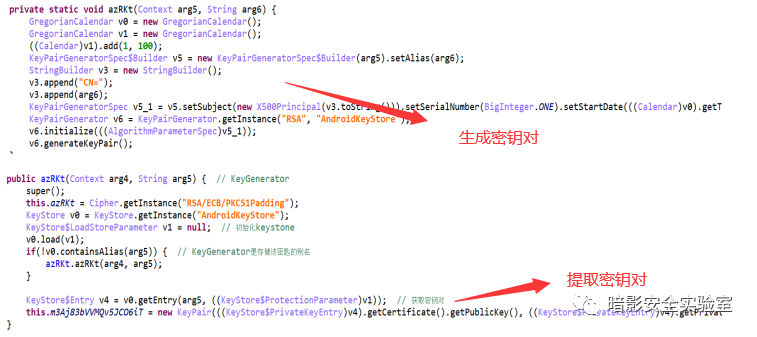 private static void azRKt(Context arg5, String arg6) {
GregorianCalendar v0 = new GregorianCalendar();
GregorianCalendar v1 = new GregorianCalendar();
((Calendar)v1).add(1, 100);
KeyPairGeneratorSpec$Builder v5 = new KeyPairGeneratorSpec$Builder(arg5).setAlias(arg6);
StringBuilder v3 = new StringBuilder();
v3.append("CN=");
v3.append(arg6);
KeyPairGeneratorSpec v5_1 = v5.setSubject(new X500Principal(v3.toString())).setSerialNumber(BigInteger.ONE).setStartDate(((Calendar)v0).getT
KeyPairGenerator v6 = KeyPairGenerator.getInstance("RSA", "AndroidKeyStore");
v6.initialize(((AlgorithmParameterSpec)v5_1));
v6.generateKeyPair();
生成密钥对
public azRKt(Context arg4, String arg5) { // KeyGenerator
super();
this.azRKt = Cipher.getInstance("RSA/ECB/PKCS1Padding");
KeyStore v0 = KeyStore.getInstance("AndroidKeyStore");
KeyStore$LoadStoreParameter v1 = null; // 初始化keystone
v0.load(v1);
if(!v0.containsAlias(arg5)) { // KeyGenerator是存储该密匙的别名
azRKt.azRKt(arg4, arg5);
}
提取密钥对
KeyStore$Entry v4 = v0.getEntry(arg5, ((KeyStore$ProtectionParameter)v1)); // 获取密钥对
暗影安全实验室
this.m3Aj83bVVMQv5JCO6iT = new KeyPair(((KeyStore$PrivateKeyEntry)v4).getCertificate().getPublicKey(), ((KeyStore$PrivateKeyEntry)v4).getPrivat
}